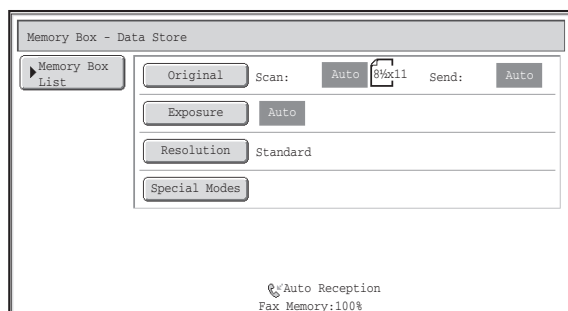 Memory Box - Data Store
Memory Box
List
Original Scan: Auto 8½x11 Send: Auto
Exposure Auto
Resolution Standard
Special Modes
Auto Reception
Fax Memory:100%